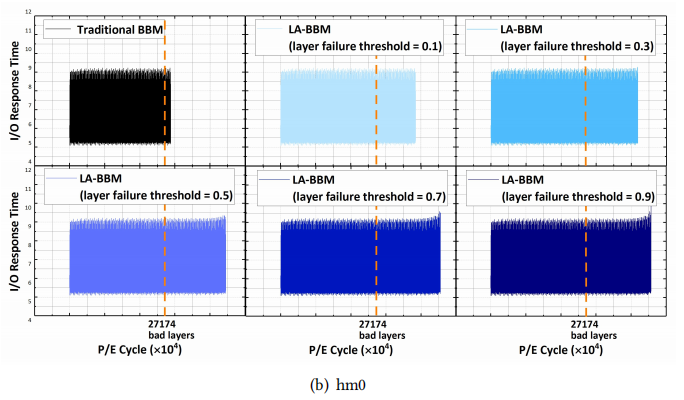 Traditional BBM
LA-BBM
(layer failure threshold = 0.1)
LA-BBM
(layer failure threshold = 0.3)
I/O Response Time
12
11
10
9
8
7
6
5
4
LA-BBM
(layer failure threshold = 0.5)
LA-BBM
(layer failure threshold = 0.7)
LA-BBM
(layer failure threshold = 0.9)
I/O Response Time
11
10
9
8
7
6
5
4
27174
bad layers
P/E Cycle (×10⁴)
27174
bad layers
P/E Cycle (×10⁴)
27174
bad layers
P/E Cycle (×10⁴)
(b) hm0